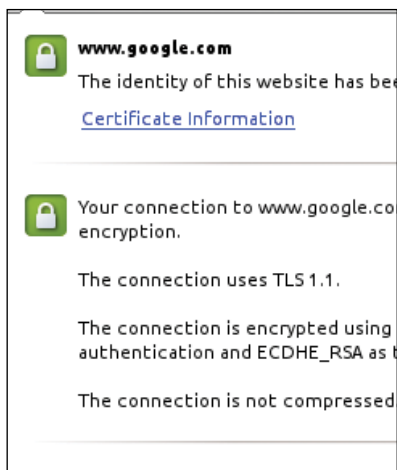 www.google.com
The identity of this website has bee
Certificate Information
Your connection to www.google.co
encryption.
The connection uses TLS 1.1.
The connection is encrypted using
authentication and ECDHE_RSA as t
The connection is not compressed.